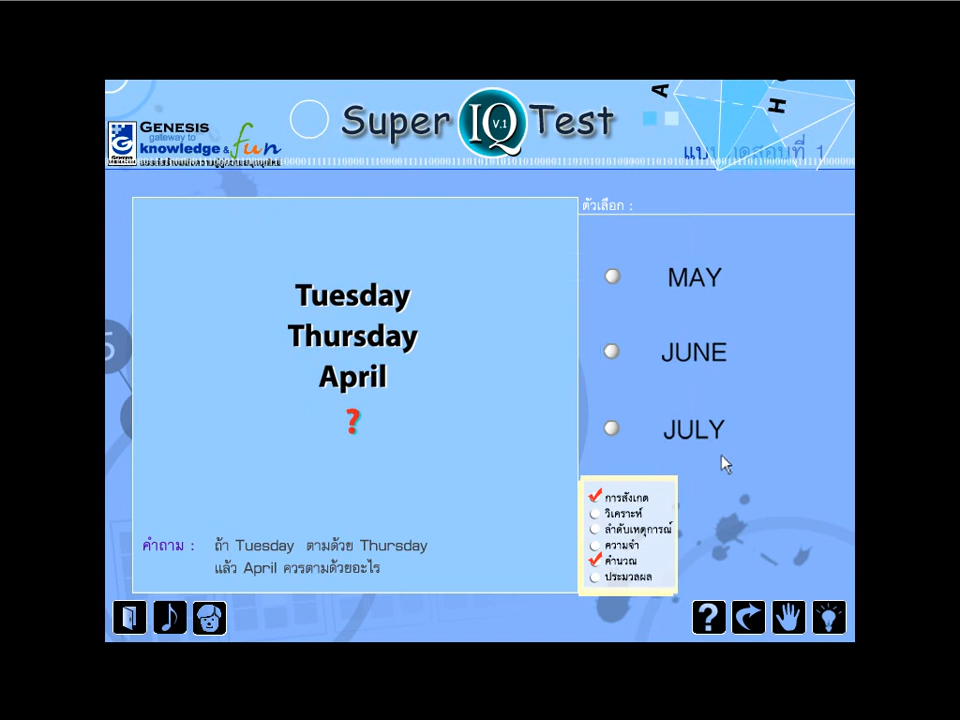 Super IQ Test
V.1
GENESIS
gateway to
knowledge & fun
A
H
ตัวเลือก :
Tuesday
Thursday
April
?
MAY
JUNE
JULY
คำถาม : ถ้า Tuesday ตามด้วย Thursday
แล้ว April ควรตามด้วยอะไร
การสังเกต
วิเคราะห์
ลำดับเหตุการณ์
ความจำ
คำนวณ
ประมวลผล
?